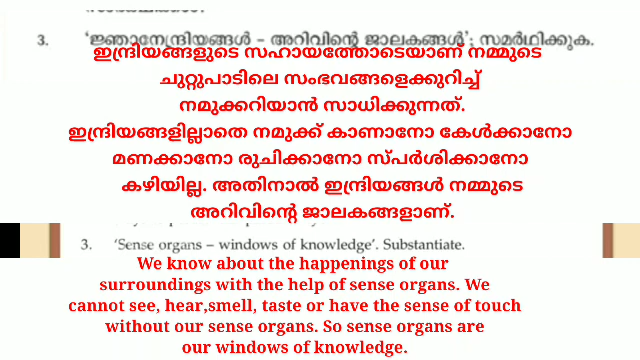 3. 'ജ്ഞാനേന്ദ്രിയങ്ങൾ – അറിവിന്റെ ജാലകങ്ങൾ'; സമർഥിക്കുക.
ഇന്ദ്രിയങ്ങളുടെ സഹായത്തോടെയാണ് നമ്മുടെ
ചുറ്റുപാടിലെ സംഭവങ്ങളെക്കുറിച്ച്
നമുക്കറിയാൻ സാധിക്കുന്നത്.
ഇന്ദ്രിയങ്ങളില്ലാതെ നമുക്ക് കാണാനോ കേൾക്കാനോ
മണക്കാനോ രുചിക്കാനോ സ്പർശിക്കാനോ
കഴിയില്ല. അതിനാൽ ഇന്ദ്രിയങ്ങൾ നമ്മുടെ
അറിവിന്റെ ജാലകങ്ങളാണ്.
3. 'Sense organs – windows of knowledge'. Substantiate.
We know about the happenings of our
surroundings with the help of sense organs. We
cannot see, hear,smell, taste or have the sense of touch
without our sense organs. So sense organs are
our windows of knowledge.